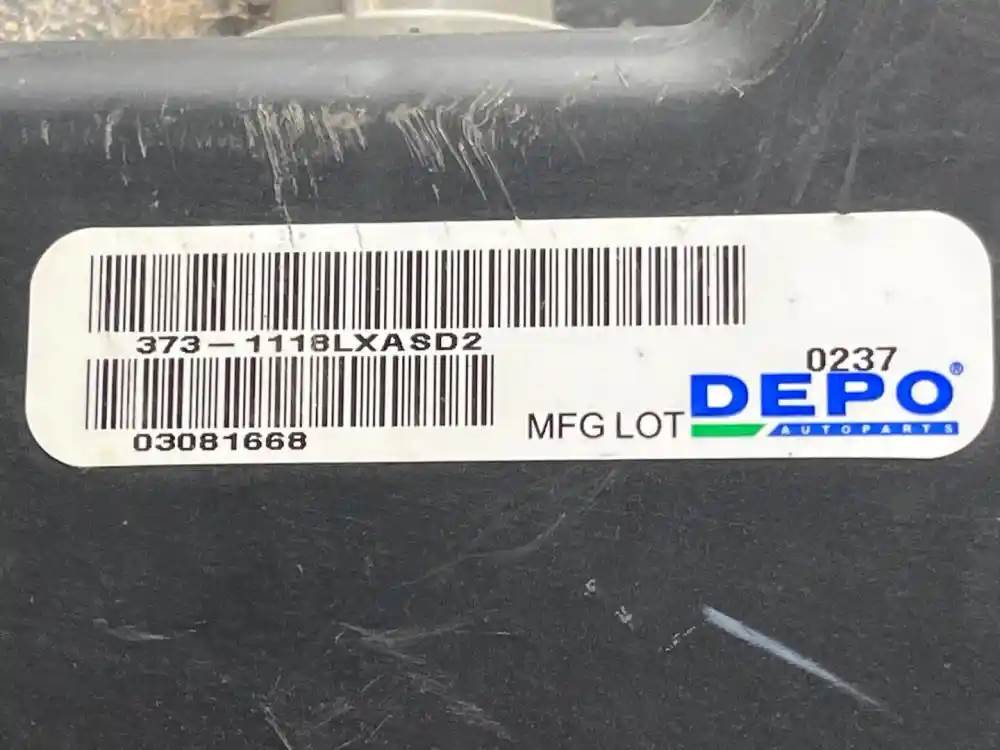 373-1118LXASD2
03081668
0237
MFG LOT
DEPO®
AUTOPARTS